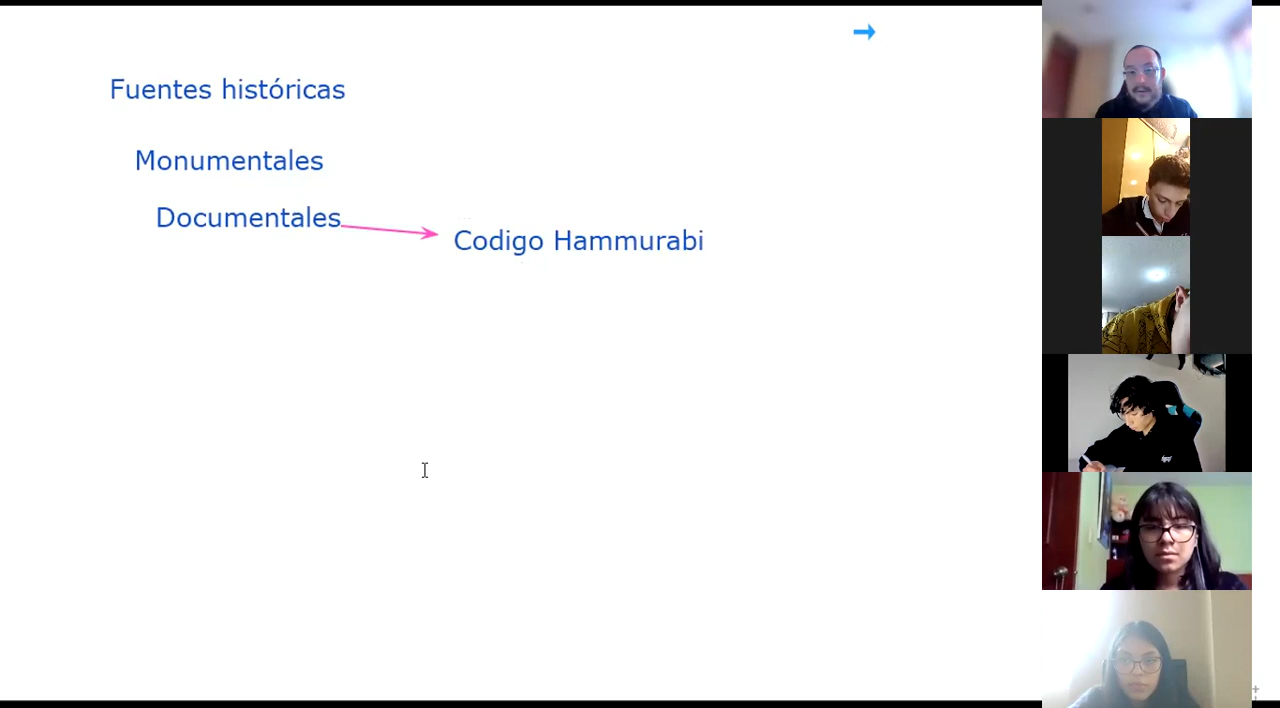 Fuentes históricas
Monumentales
Documentales
Codigo Hammurabi